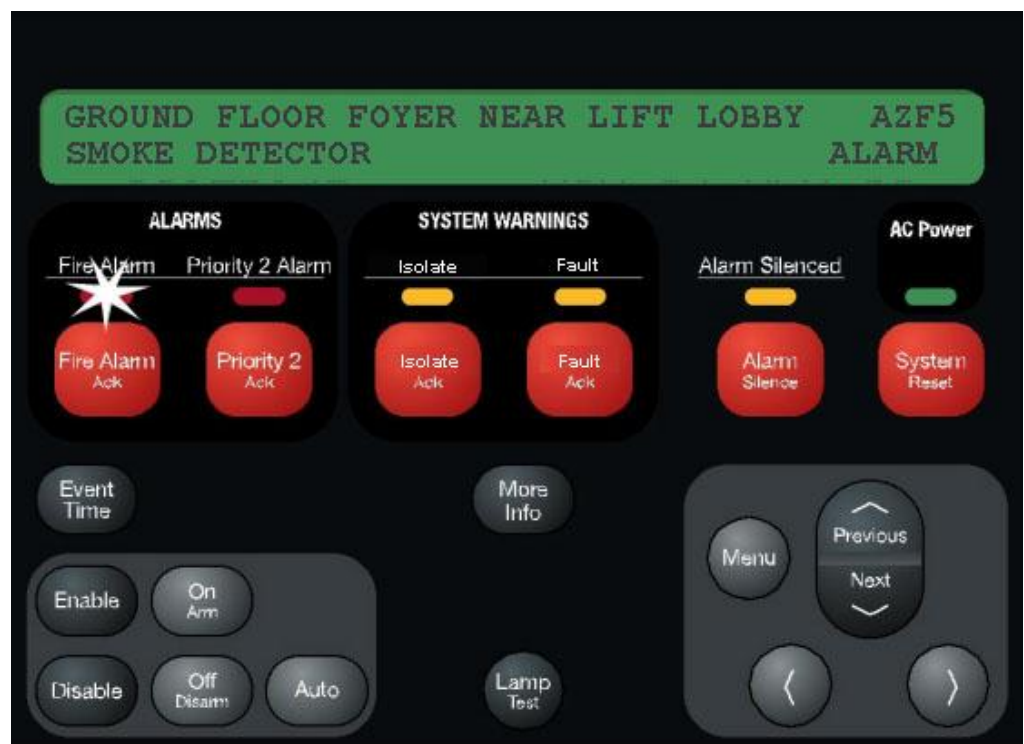 GROUND FLOOR FOYER NEAR LIFT LOBBY AZF5
SMOKE DETECTOR ALARM
ALARMS
SYSTEM WARNINGS
AC Power
Fire Alarm
Priority 2 Alarm
Isolate
Fault
Alarm Silenced
Fire Alarm
Ack
Priority 2
Ack
Isolate
Ack
Fault
Ack
Alarm
Silence
System
Reset
Event
Time
More
Info
Menu
Previous
Next
Enable
On
Arm
Disable
Off
Disarm
Auto
Lamp
Test